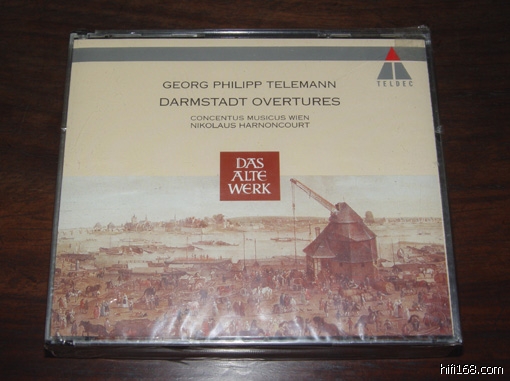 TELDEC
GEORG PHILIPP TELEMANN
DARMSTADT OVERTURES
CONCENTUS MUSICUS WIEN
NIKOLAUS HARNONCOURT
DAS
ALTE
WERK
hifi168.com